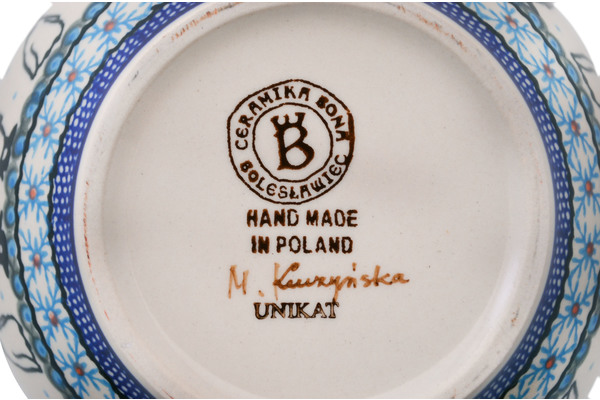 CERAMIKA BONA
B
BOLESŁAWIEC
HAND MADE
IN POLAND
M. Kuczyńska
UNIKAT